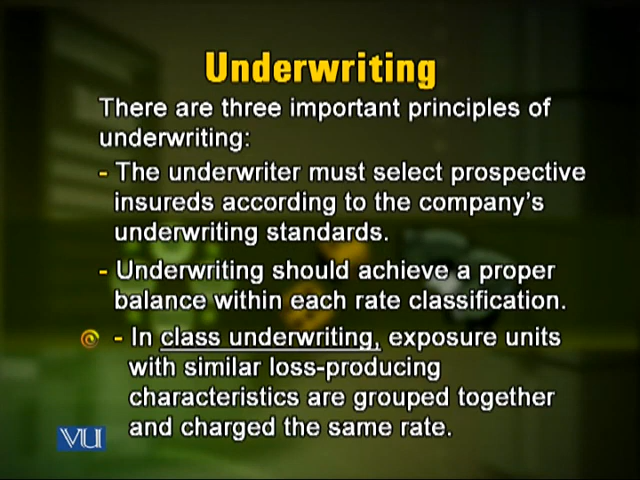 Underwriting
There are three important principles of
underwriting:
- The underwriter must select prospective
insureds according to the company's
underwriting standards.
- Underwriting should achieve a proper
balance within each rate classification.
- In class underwriting, exposure units
with similar loss-producing
characteristics are grouped together
and charged the same rate.
VU